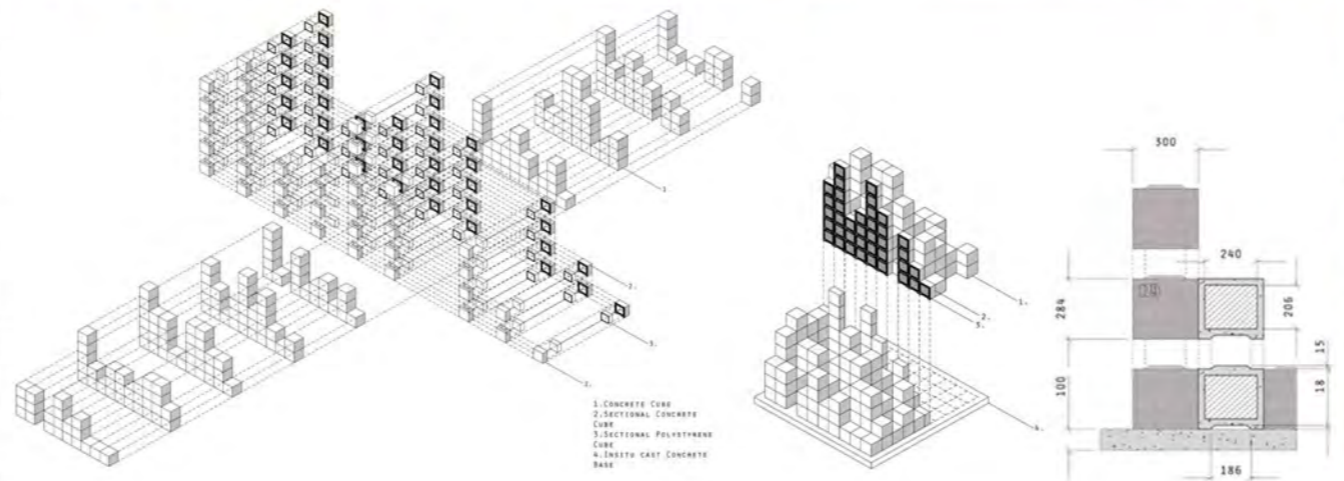 1.
2.
3.
2.
1.CONCRETE CUBE
2.SECTIONAL CONCRETE
CUBE
3.SECTIONAL POLYSTYRENE
CUBE
4.INSITU CAST CONCRETE
BASE
1.
2.
3.
4.
300
240
284
206
15
100
18
186